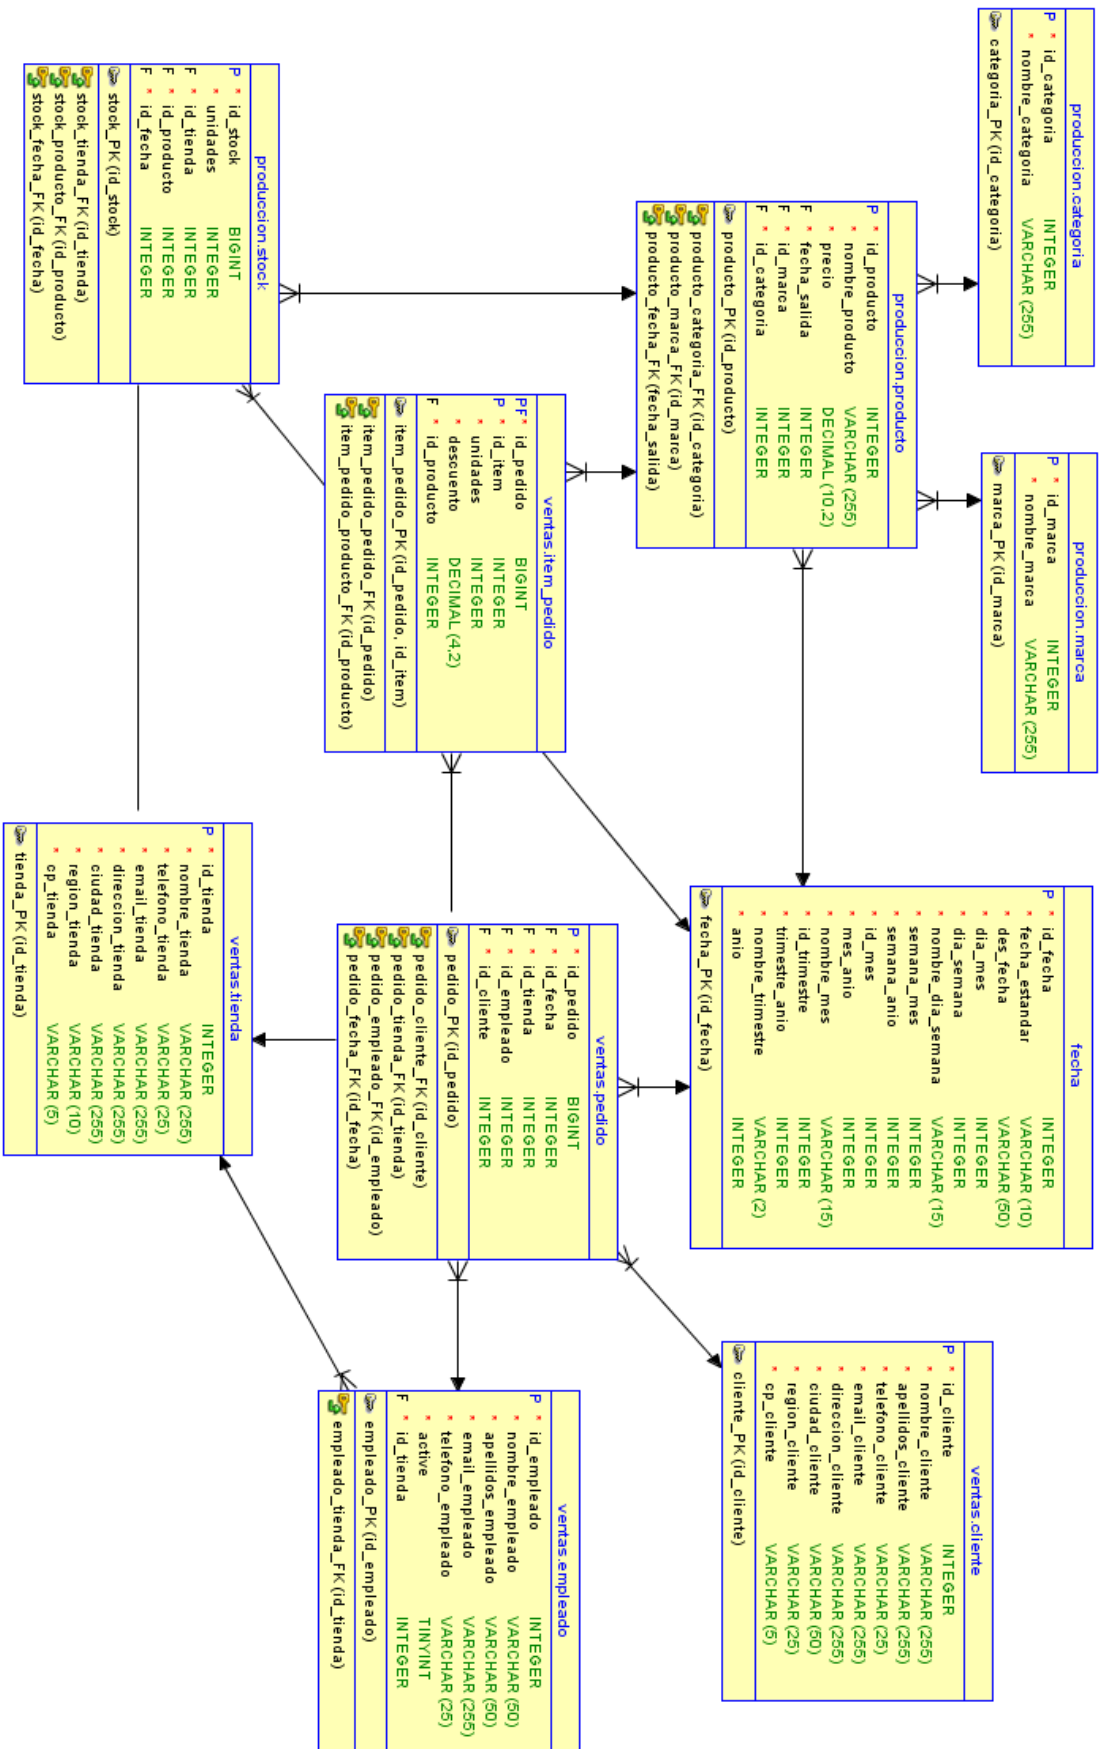 produccion.categoria
P * id_categoria INTEGER
* nombre_categoria VARCHAR (255)
categoria_PK (id_categoria)
produccion.marca
P * id_marca INTEGER
* nombre_marca VARCHAR (255)
marca_PK (id_marca)
fecha
P * id_fecha INTEGER
* fecha_estandar VARCHAR (10)
* des_fecha VARCHAR (50)
* dia_mes INTEGER
* dia_semana INTEGER
* nombre_dia_semana VARCHAR (15)
* semana_mes INTEGER
* semana_anio INTEGER
* id_mes INTEGER
* mes_anio INTEGER
* nombre_mes VARCHAR (15)
* id_trimestre INTEGER
* trimestre_anio INTEGER
* nombre_trimestre VARCHAR (2)
* anio INTEGER
fecha_PK (id_fecha)
ventas.cliente
P * id_cliente INTEGER
* nombre_cliente VARCHAR (255)
* apellidos_cliente VARCHAR (255)
* telefono_cliente VARCHAR (25)
* email_cliente VARCHAR (255)
* direccion_cliente VARCHAR (255)
* ciudad_cliente VARCHAR (50)
* region_cliente VARCHAR (25)
* cp_cliente VARCHAR (5)
cliente_PK (id_cliente)
produccion.producto
P * id_producto INTEGER
* nombre_producto VARCHAR (255)
* precio DECIMAL (10,2)
F * fecha_salida INTEGER
F * id_marca INTEGER
F * id_categoria INTEGER
producto_PK (id_producto)
producto_categoria_FK (id_categoria)
producto_marca_FK (id_marca)
producto_fecha_FK (fecha_salida)
ventas.item_pedido
PF * id_pedido BIGINT
P * id_item INTEGER
* unidades INTEGER
* descuento DECIMAL (4,2)
F * id_producto INTEGER
item_pedido_PK (id_pedido, id_item)
item_pedido_pedido_FK (id_pedido)
item_pedido_producto_FK (id_producto)
ventas.pedido
P * id_pedido BIGINT
F * id_fecha INTEGER
F * id_tienda INTEGER
F * id_empleado INTEGER
F * id_cliente INTEGER
pedido_PK (id_pedido)
pedido_cliente_FK (id_cliente)
pedido_tienda_FK (id_tienda)
pedido_empleado_FK (id_empleado)
pedido_fecha_FK (id_fecha)
ventas.empleado
P * id_empleado INTEGER
* nombre_empleado VARCHAR (50)
* apellidos_empleado VARCHAR (50)
* email_empleado VARCHAR (255)
* telefono_empleado VARCHAR (25)
* active TINYINT
F * id_tienda INTEGER
empleado_PK (id_empleado)
empleado_tienda_FK (id_tienda)
produccion.stock
P * id_stock BIGINT
* unidades INTEGER
F * id_tienda INTEGER
F * id_producto INTEGER
F * id_fecha INTEGER
stock_PK (id_stock)
stock_tienda_FK (id_tienda)
stock_producto_FK (id_producto)
stock_fecha_FK (id_fecha)
ventas.tienda
P * id_tienda INTEGER
* nombre_tienda VARCHAR (255)
* telefono_tienda VARCHAR (25)
* email_tienda VARCHAR (255)
* direccion_tienda VARCHAR (255)
* ciudad_tienda VARCHAR (255)
* region_tienda VARCHAR (10)
* cp_tienda VARCHAR (5)
tienda_PK (id_tienda)